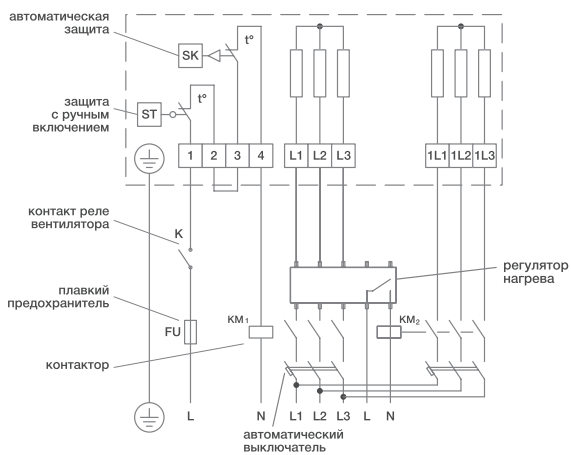 автоматическая
защита
SK
t°
защита
с ручным
включением
ST
t°
1 2 3 4 L1 L2 L3 1L1 1L2 1L3
контакт реле
вентилятора
K
регулятор
нагрева
плавкий
предохранитель
FU
KM1
KM2
контактор
L N L1 L2 L3 L N
автоматический
выключатель